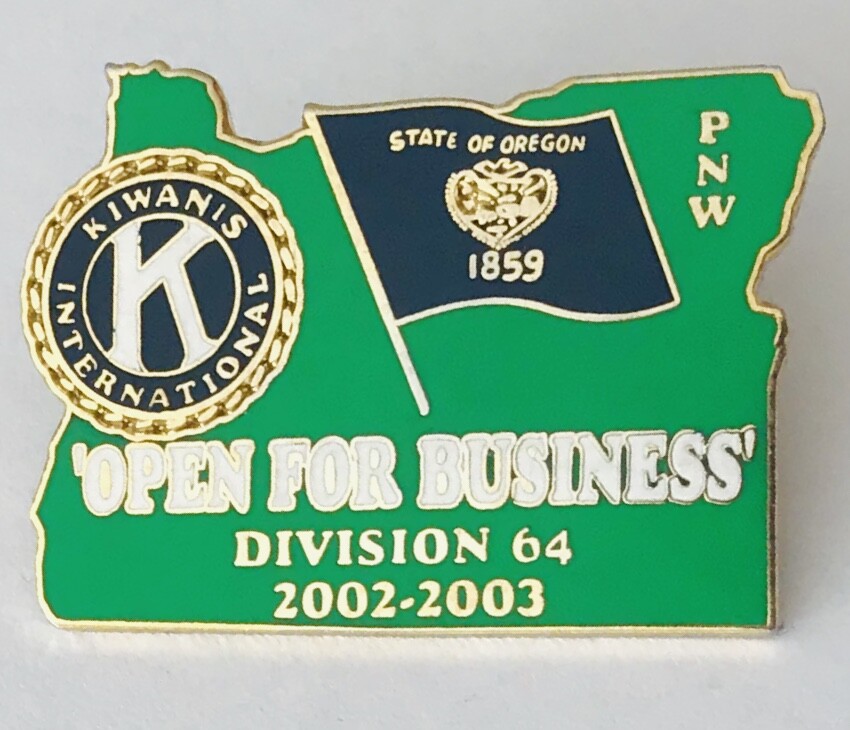 STATE OF OREGON
1859
P
N
W
KIWANIS
K
INTERNATIONAL
'OPEN FOR BUSINESS'
DIVISION 64
2002-2003